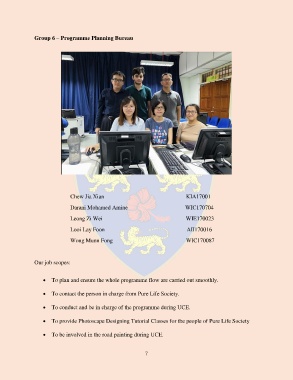 Group 6 – Programme Planning Bureau
Chew Jia Xian KIA17001
Danial Mohamed Amine WIC170704
Leong Zi Wei WIE170023
Looi Lay Foon AIJ170016
Wong Munn Fung WIC170087
Our job scopes:
• To plan and ensure the whole programme flow are carried out smoothly.
• To contact the person in charge from Pure Life Society.
• To conduct and be in charge of the programme during UCE.
• To provide Photoscape Designing Tutorial Classes for the people of Pure Life Society
• To be involved in the road painting during UCE.
7